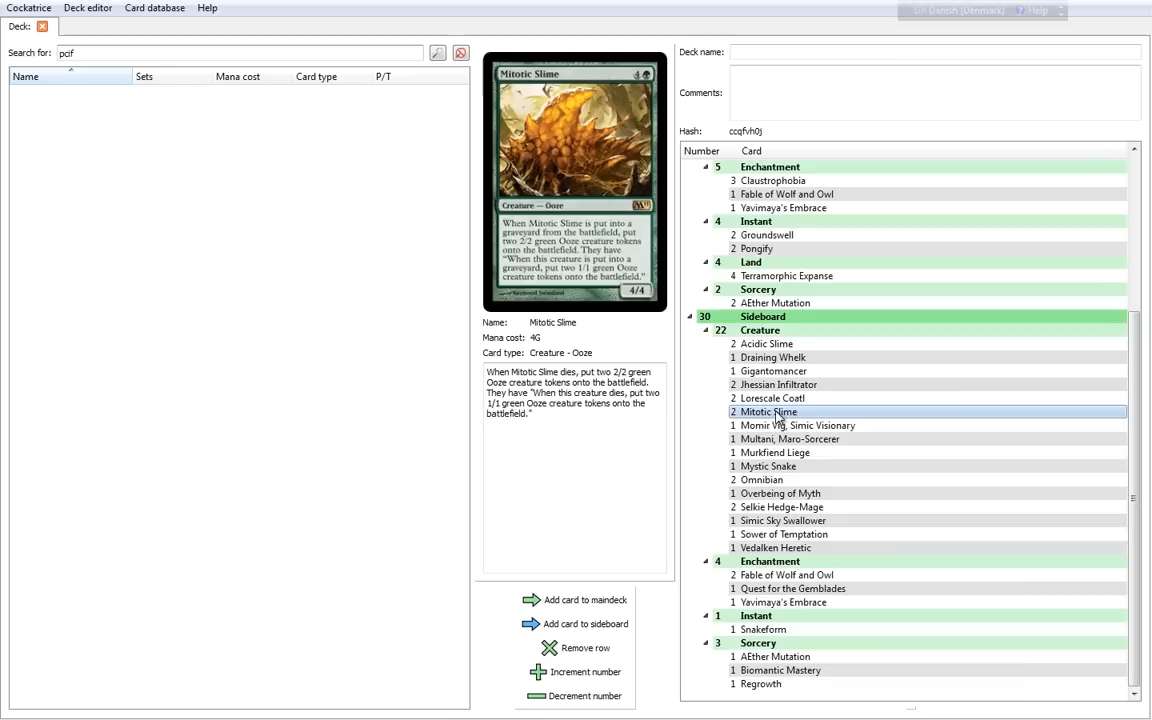 Cockatrice Deck editor Card database Help
DA Danish (Denmark) Help
Deck:
Search for: pcif
Name Sets Mana cost Card type P/T
Mitotic Slime 4
Creature — Ooze
When Mitotic Slime is put into a
graveyard from the battlefield, put
two 2/2 green Ooze creature tokens
onto the battlefield. They have
"When this creature is put into a
graveyard, put two 1/1 green Ooze
creature tokens onto the battlefield."
4/4
Name: Mitotic Slime
Mana cost: 4G
Card type: Creature - Ooze
When Mitotic Slime dies, put two 2/2 green
Ooze creature tokens onto the battlefield.
They have "When this creature dies, put two
1/1 green Ooze creature tokens onto the
battlefield."
Add card to maindeck
Add card to sideboard
Remove row
Increment number
Decrement number
Deck name:
Comments:
Hash: ccqfvh0j
Number Card
5 Enchantment
3 Claustrophobia
1 Fable of Wolf and Owl
1 Yavimaya's Embrace
4 Instant
2 Groundswell
2 Pongify
4 Land
4 Terramorphic Expanse
2 Sorcery
2 AEther Mutation
30 Sideboard
22 Creature
2 Acidic Slime
1 Draining Whelk
1 Gigantomancer
2 Jhessian Infiltrator
2 Lorescale Coatl
2 Mitotic Slime
1 Momir Vig, Simic Visionary
1 Multani, Maro-Sorcerer
1 Murkfiend Liege
1 Mystic Snake
2 Omnibian
1 Overbeing of Myth
2 Selkie Hedge-Mage
1 Simic Sky Swallower
1 Sower of Temptation
1 Vedalken Heretic
4 Enchantment
2 Fable of Wolf and Owl
1 Quest for the Gemblades
1 Yavimaya's Embrace
1 Instant
1 Snakeform
3 Sorcery
1 AEther Mutation
1 Biomantic Mastery
1 Regrowth